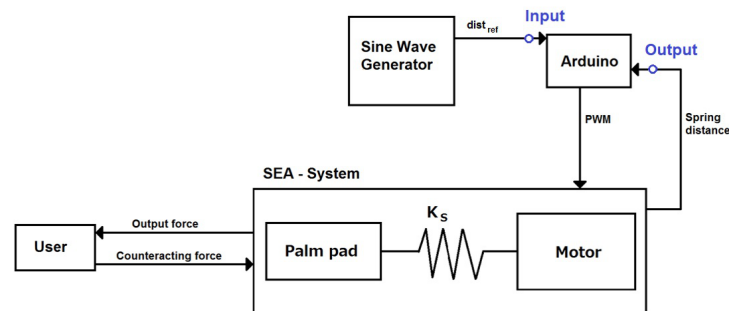 dist ref
Input
Sine Wave
Generator
Arduino
Output
PWM
Spring
distance
SEA - System
Output force
User
Counteracting force
Palm pad
K S
Motor